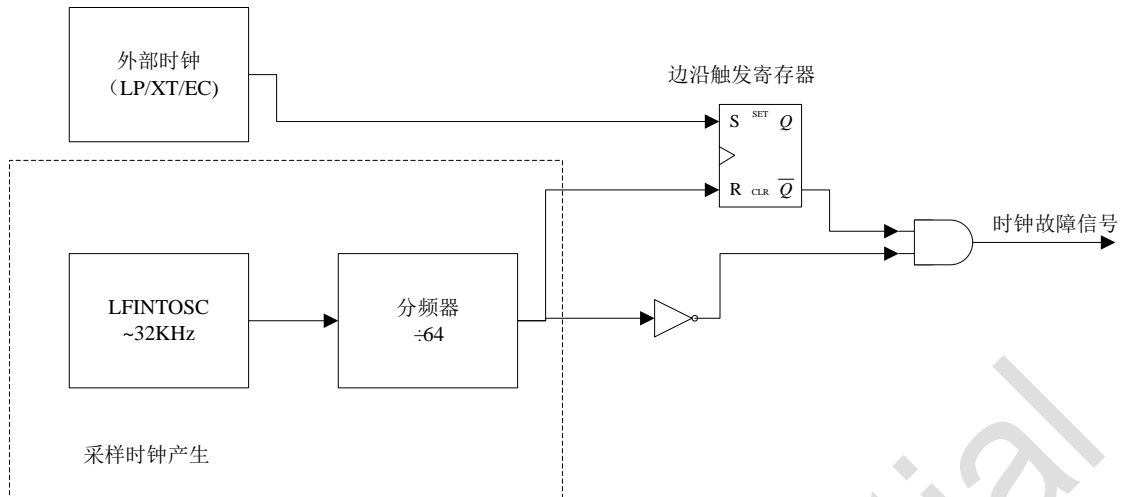 外部时钟
（LP/XT/EC)
边沿触发寄存器
S SET Q
R CLR Q
时钟故障信号
LFINTOSC
~32KHz
分频器
÷64
采样时钟产生